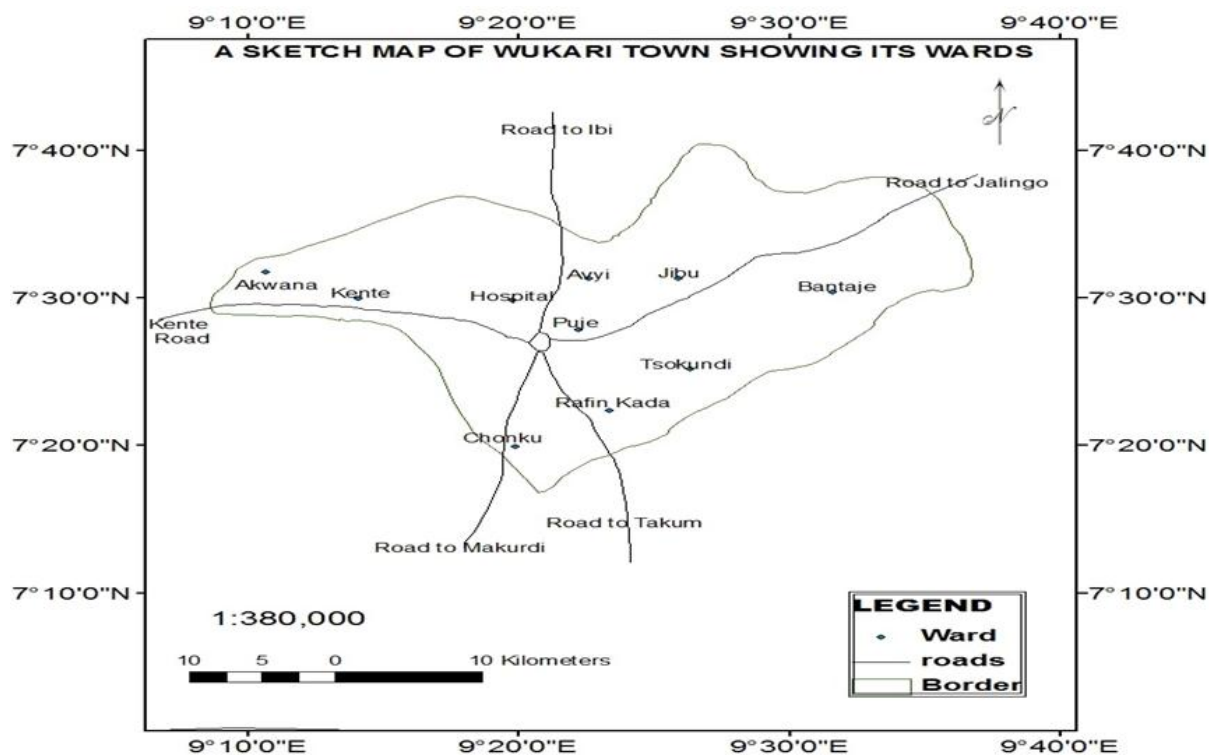 9°10'0"E 9°20'0"E 9°30'0"E 9°40'0"E
A SKETCH MAP OF WUKARI TOWN SHOWING ITS WARDS
N
Road to Ibi
7°40'0"N 7°40'0"N
Road to Jalingo
Akwana
Kente
Hospital
Avyi
Jibu
Bantaje
7°30'0"N 7°30'0"N
Kente
Road
Puje
Tsokundi
Rafin Kada
Chonku
7°20'0"N 7°20'0"N
Road to Takum
Road to Makurdi
7°10'0"N 7°10'0"N
1:380,000
10 5 0 10 Kilometers
LEGEND
Ward
roads
Border
9°10'0"E 9°20'0"E 9°30'0"E 9°40'0"E